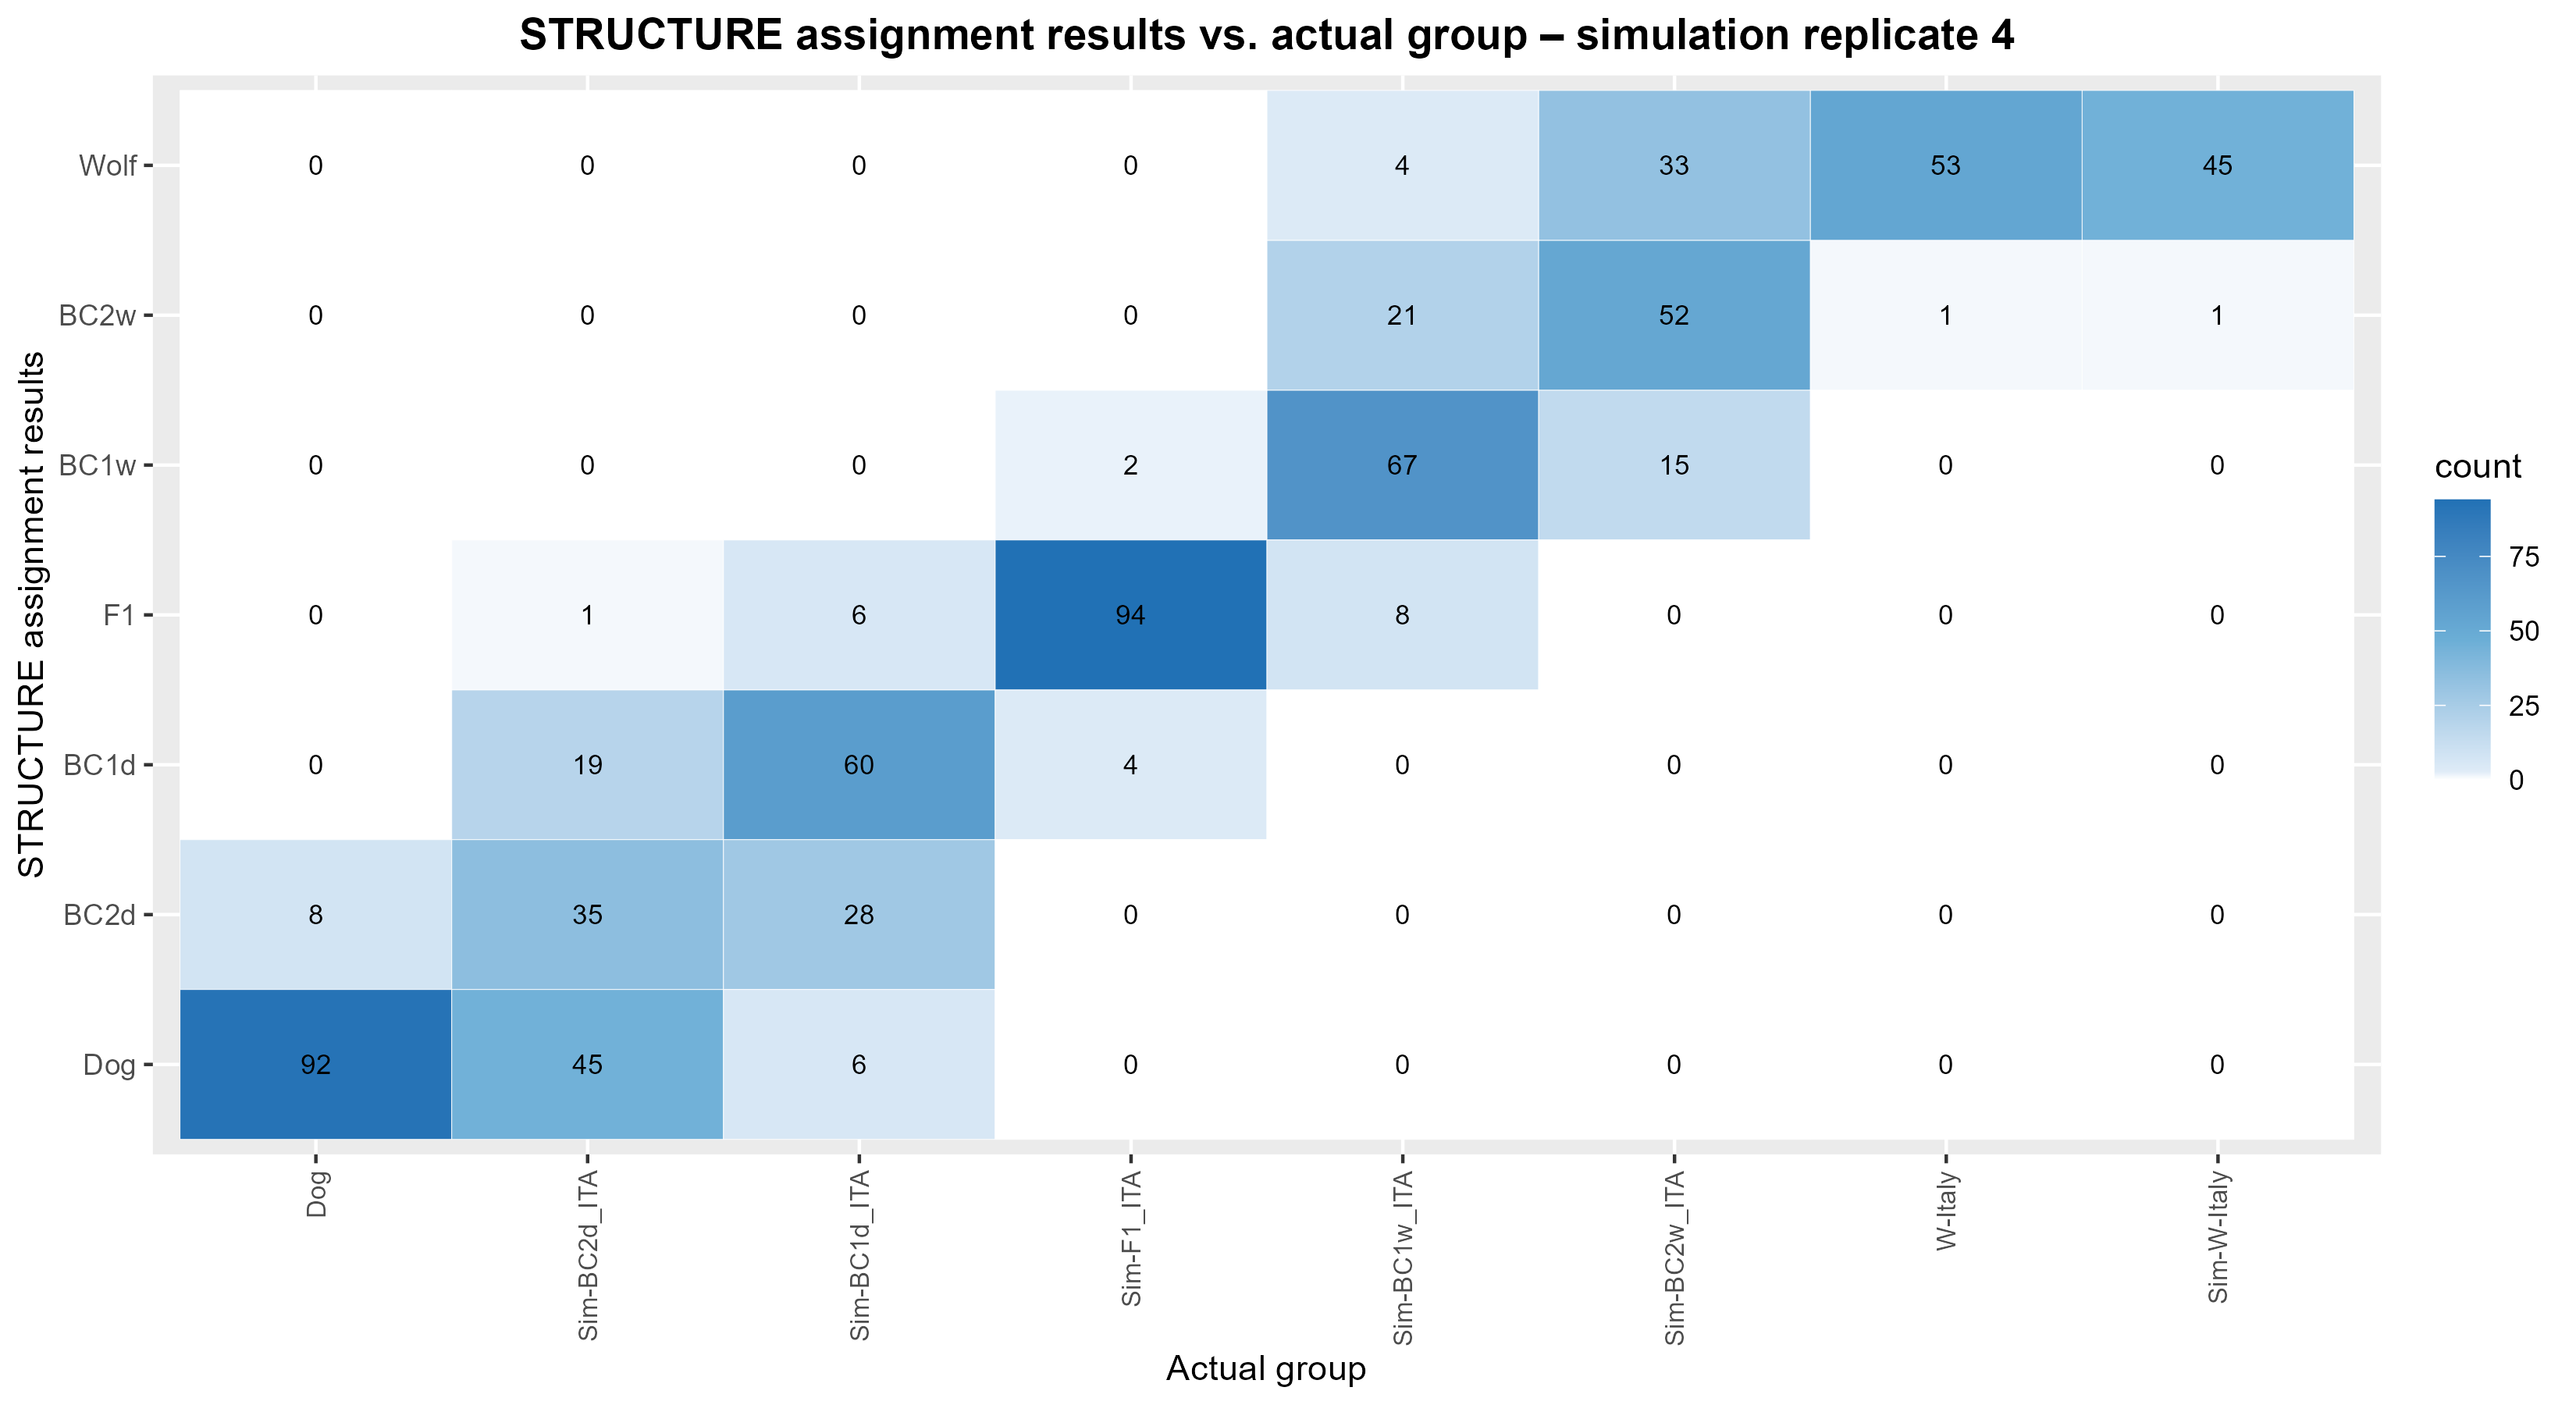 STRUCTURE assignment results vs. actual group – simulation replicate 4
STRUCTURE assignment results
Wolf 0 0 0 0 4 33 53 45
BC2w 0 0 0 0 21 52 1 1
BC1w 0 0 0 2 67 15 0 0
F1 0 1 6 94 8 0 0 0
BC1d 0 19 60 4 0 0 0 0
BC2d 8 35 28 0 0 0 0 0
Dog 92 45 6 0 0 0 0 0
Dog
Sim-BC2d_ITA
Sim-BC1d_ITA
Sim-F1_ITA
Sim-BC1w_ITA
Sim-BC2w_ITA
W-Italy
Sim-W-Italy
Actual group
count
75
50
25
0